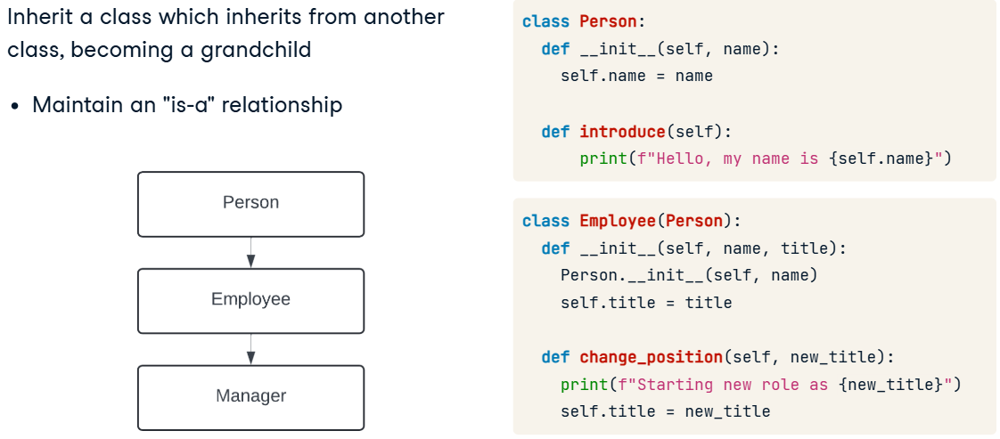 Inherit a class which inherits from another
class, becoming a grandchild
• Maintain an "is-a" relationship
Person
Employee
Manager
class Person:
  def __init__(self, name):
    self.name = name

  def introduce(self):
      print(f"Hello, my name is {self.name}")
class Employee(Person):
  def __init__(self, name, title):
    Person.__init__(self, name)
    self.title = title

  def change_position(self, new_title):
    print(f"Starting new role as {new_title}")
    self.title = new_title